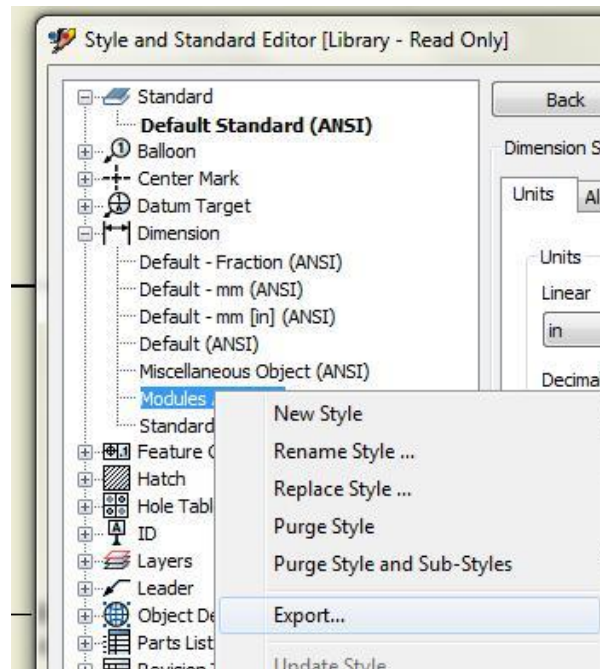 Style and Standard Editor [Library - Read Only]
Standard
Default Standard (ANSI)
Balloon
Center Mark
Datum Target
Dimension
Default - Fraction (ANSI)
Default - mm (ANSI)
Default - mm [in] (ANSI)
Default (ANSI)
Miscellaneous Object (ANSI)
Modules
Standard
Feature
Hatch
Hole Tabl
ID
Layers
Leader
Object De
Parts List
Revision
New Style
Rename Style ...
Replace Style ...
Purge Style
Purge Style and Sub-Styles
Export...
Update Style
Back
Dimension S
Units
Al
Units
Linear
in
Decima